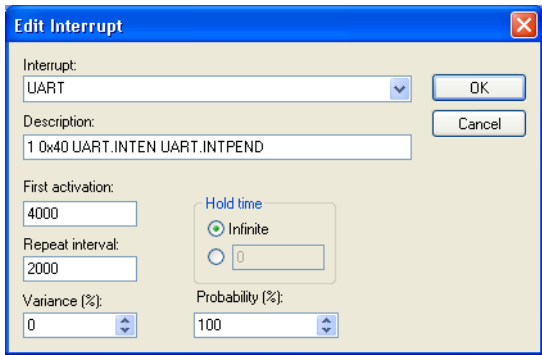 Edit Interrupt
Interrupt:
UART
OK
Description:
Cancel
1 0x40 UART.INTEN UART.INTPEND
First activation:
4000
Hold time
Infinite
Repeat interval:
0
2000
Variance (%):
Probability (%):
0
100